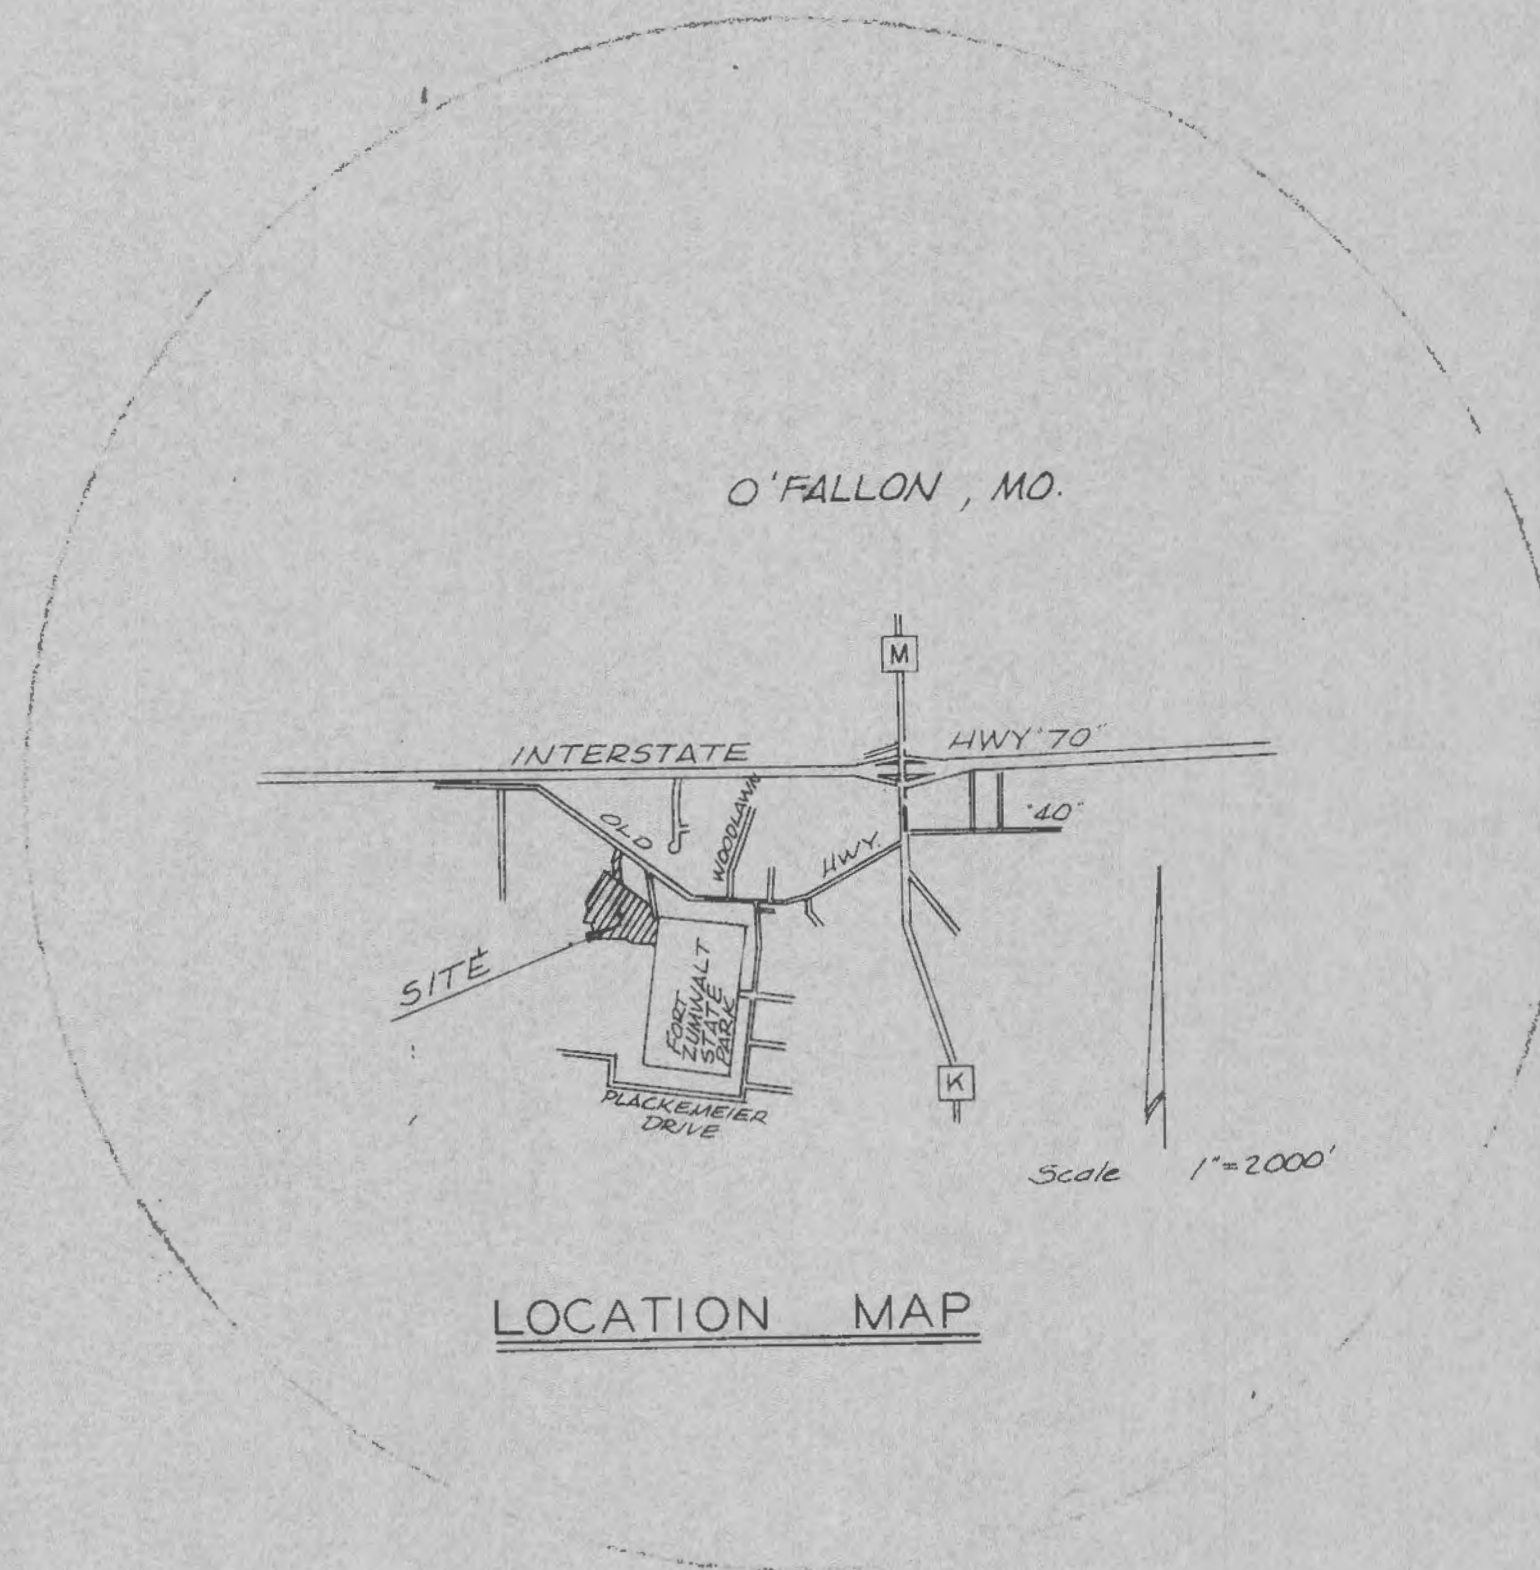 O'FALLON, MO.
M
INTERSTATE HWY "70"
OLD HWY. "40"
WOODLAWN
SITE
FORT
ZUMWALT
STATE
PARK
K
PLACKEMEIER
DRIVE
Scale 1"=2000'
LOCATION MAP